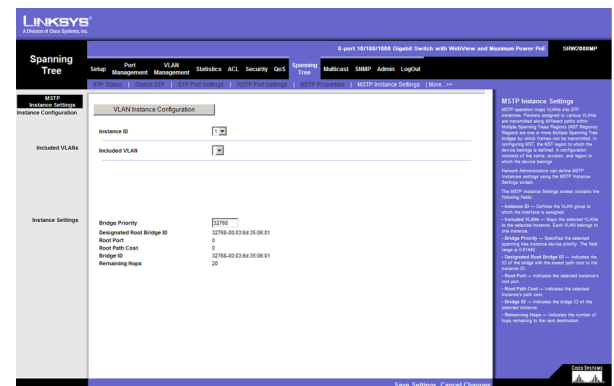 LINKSYS®
A Division of Cisco Systems, Inc.
8-port 10/100/1000 Gigabit Switch with WebView and Maximum Power PoE
SRW2008MP
Spanning Tree
Setup
Port Management
VLAN Management
Statistics
ACL
Security
QoS
Spanning Tree
Multicast
SNMP
Admin
LogOut
STP Status | Global STP | STP Port Settings | RSTP Port Settings | MSTP Properties | MSTP Instance Settings | More...>>
MSTP
Instance Settings
Instance Configuration
VLAN Instance Configuration
Instance ID
1
Included VLANs
Included VLAN
Instance Settings
Bridge Priority
32768
Designated Root Bridge ID
32768-00:03:6d:35:06:01
Root Port
0
Root Path Cost
0
Bridge ID
32768-00:03:6d:35:06:01
Remaining Hops
20
MSTP Instance Settings
MSTP operation maps VLANs into STP
instances. Packets assigned to various VLANs
are transmitted along different paths within
Multiple Spanning Trees Regions (MST Regions).
Regions are one or more Multiple Spanning Tree
bridges by which frames can be transmitted. In
configuring MST, the MST region to which the
device belongs is defined. A configuration
consists of the name, revision, and region to
which the device belongs.
Network Administrators can define MSTP
Instances settings using the MSTP Instance
Settings screen.
The MSTP Instance Settings screen contains the
following fields:
• Instance ID — Defines the VLAN group to
which the interface is assigned.
• Included VLANs — Maps the selected VLANs
to the selected instance. Each VLAN belongs to
one instance.
• Bridge Priority — Specifies the selected
spanning tree instance device priority. The field
range is 0-61440
• Designated Root Bridge ID — Indicates the
ID of the bridge with the lowest path cost to the
instance ID.
• Root Port — Indicates the selected instance's
root port.
• Root Path Cost — Indicates the selected
instance's path cost.
• Bridge ID — Indicates the bridge ID of the
selected instance.
• Remaining Hops — Indicates the number of
hops remaining to the next destination.
Save Settings
Cancel Changes
CISCO SYSTEMS